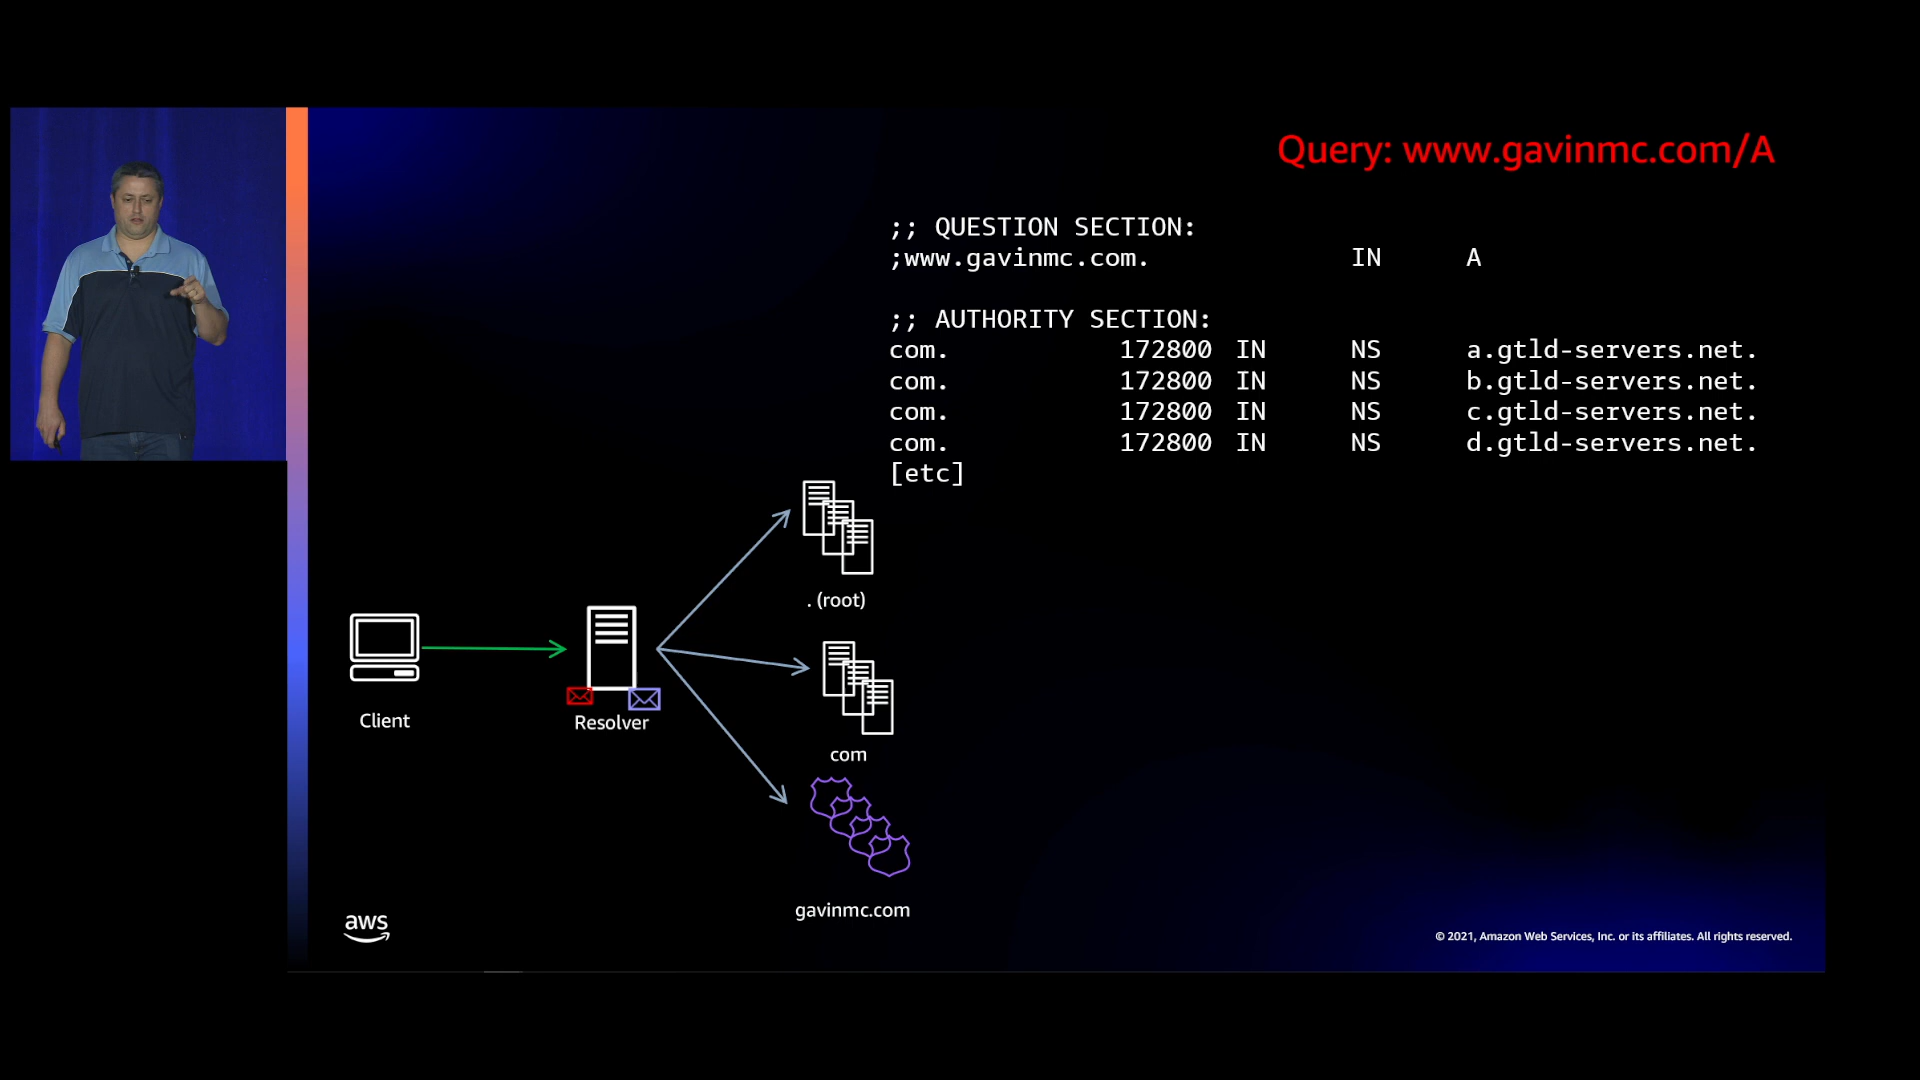 Query: www.gavinmc.com/A
;; QUESTION SECTION:
;www.gavinmc.com. IN A
;; AUTHORITY SECTION:
com. 172800 IN NS a.gtld-servers.net.
com. 172800 IN NS b.gtld-servers.net.
com. 172800 IN NS c.gtld-servers.net.
com. 172800 IN NS d.gtld-servers.net.
[etc]
. (root)
Client
Resolver
com
gavinmc.com
aws
© 2021, Amazon Web Services, Inc. or its affiliates. All rights reserved.